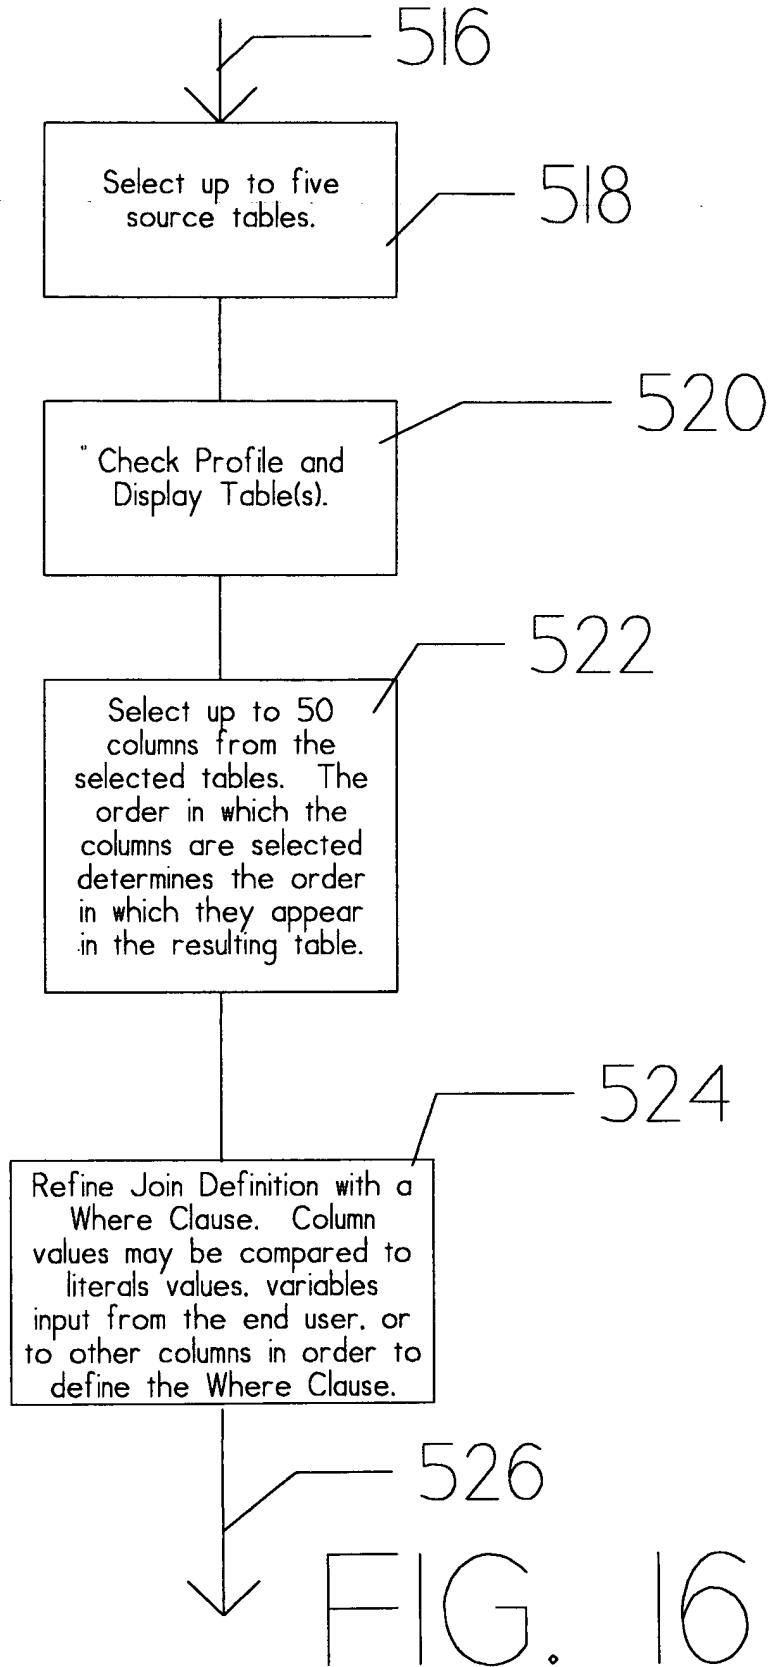 516
Select up to five
source tables.
518
520
" Check Profile and
Display Table(s).
522
Select up to 50
columns from the
selected tables. The
order in which the
columns are selected
determines the order
in which they appear
in the resulting table.
524
Refine Join Definition with a
Where Clause. Column
values may be compared to
literals values, variables
input from the end user, or
to other columns in order to
define the Where Clause.
526
FIG. 16